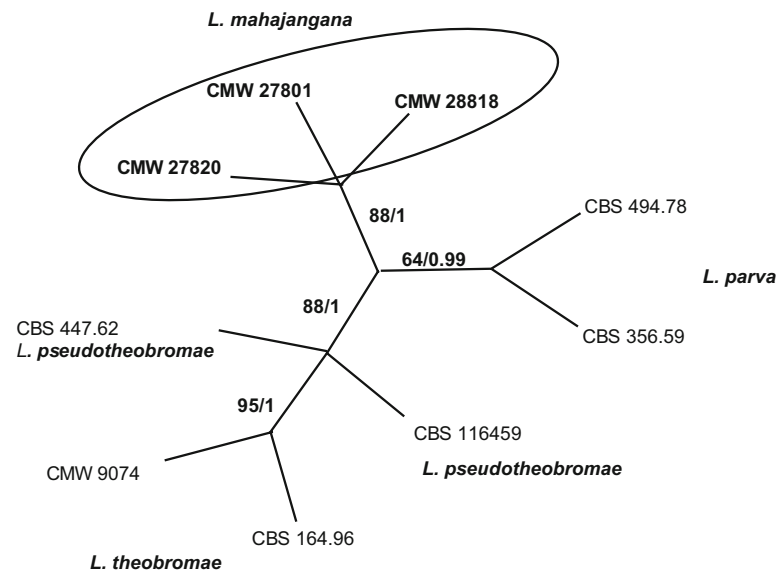 L. mahajangana
CMW 27801
CMW 28818
CMW 27820
88/1
CBS 494.78
64/0.99
L. parva
88/1
CBS 447.62
L. pseudotheobromae
CBS 356.59
95/1
CBS 116459
L. pseudotheobromae
CMW 9074
CBS 164.96
L. theobromae